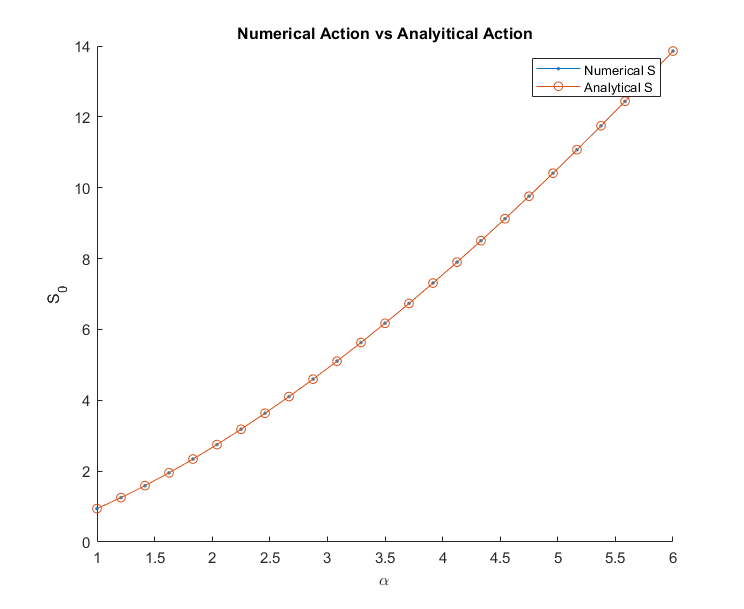 Numerical Action vs Analyitical Action
14
12
10
8
6
4
2
0
S0
Numerical S
Analytical S
1 1.5 2 2.5 3 3.5 4 4.5 5 5.5 6
α